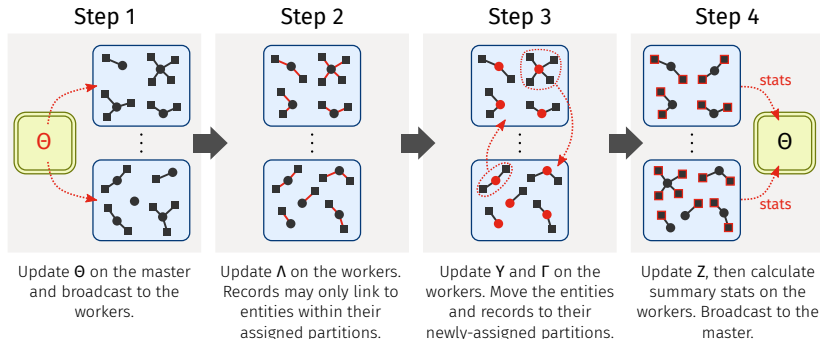 Step 1
Step 2
Step 3
Step 4
Θ
stats
Θ
stats
Update Θ on the master
and broadcast to the
workers.
Update Λ on the workers.
Records may only link to
entities within their
assigned partitions.
Update Y and Γ on the
workers. Move the entities
and records to their
newly-assigned partitions.
Update Z, then calculate
summary stats on the
workers. Broadcast to the
master.